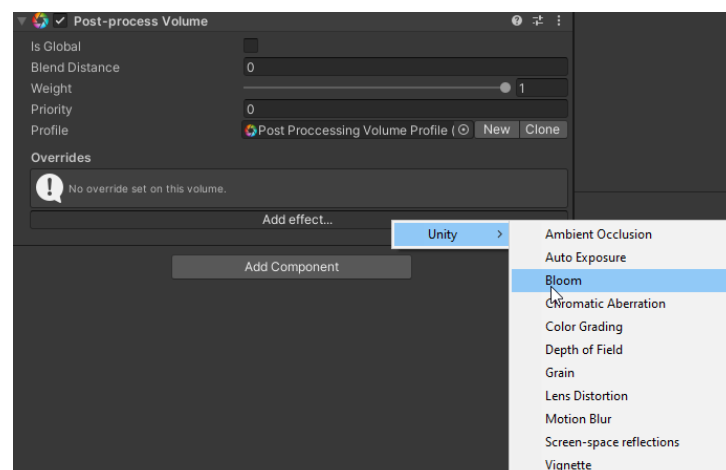 Post-process Volume
Is Global
Blend Distance 0
Weight 1
Priority 0
Profile Post Proccessing Volume Profile ( New Clone
Overrides
No override set on this volume.
Add effect...
Unity
Add Component
Ambient Occlusion
Auto Exposure
Bloom
Chromatic Aberration
Color Grading
Depth of Field
Grain
Lens Distortion
Motion Blur
Screen-space reflections
Vignette